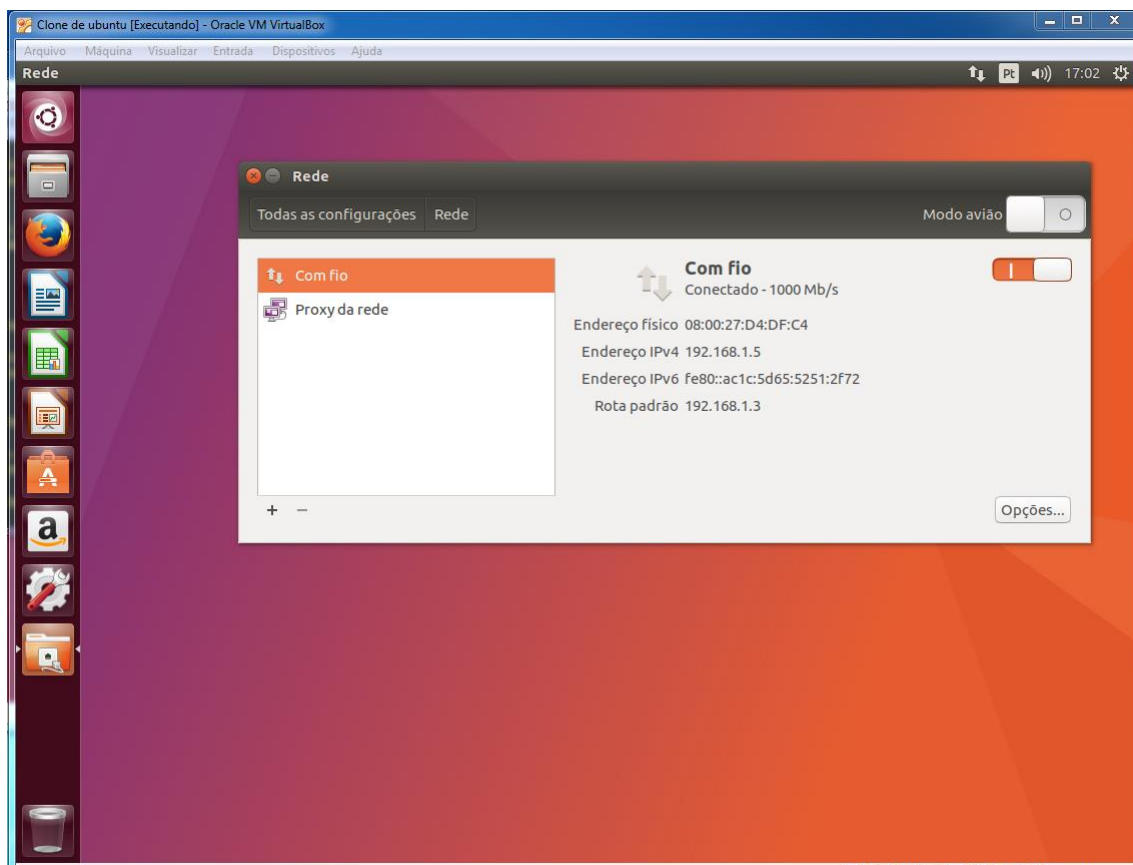 Clone de ubuntu [Executando] - Oracle VM VirtualBox
Arquivo Máquina Visualizar Entrada Dispositivos Ajuda
Rede Pt 17:02
Rede
Todas as configurações Rede Modo avião
Com fio
Proxy da rede
Com fio
Conectado - 1000 Mb/s
Endereço físico 08:00:27:D4:DF:C4
Endereço IPv4 192.168.1.5
Endereço IPv6 fe80::ac1c:5d65:5251:2f72
Rota padrão 192.168.1.3
+ −
Opções...
a